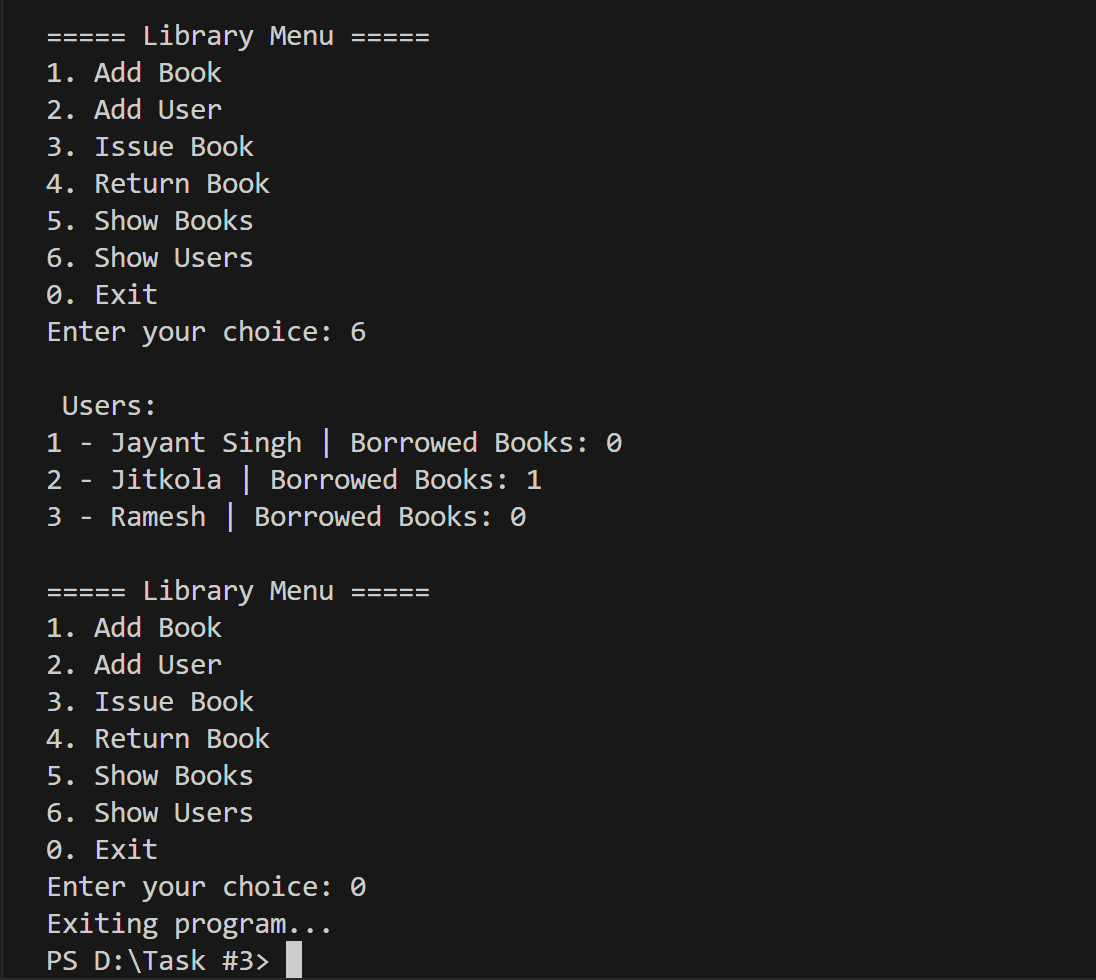 ===== Library Menu =====
1. Add Book
2. Add User
3. Issue Book
4. Return Book
5. Show Books
6. Show Users
0. Exit
Enter your choice: 6
Users:
1 - Jayant Singh | Borrowed Books: 0
2 - Jitkola | Borrowed Books: 1
3 - Ramesh | Borrowed Books: 0
===== Library Menu =====
1. Add Book
2. Add User
3. Issue Book
4. Return Book
5. Show Books
6. Show Users
0. Exit
Enter your choice: 0
Exiting program...
PS D:\Task #3>